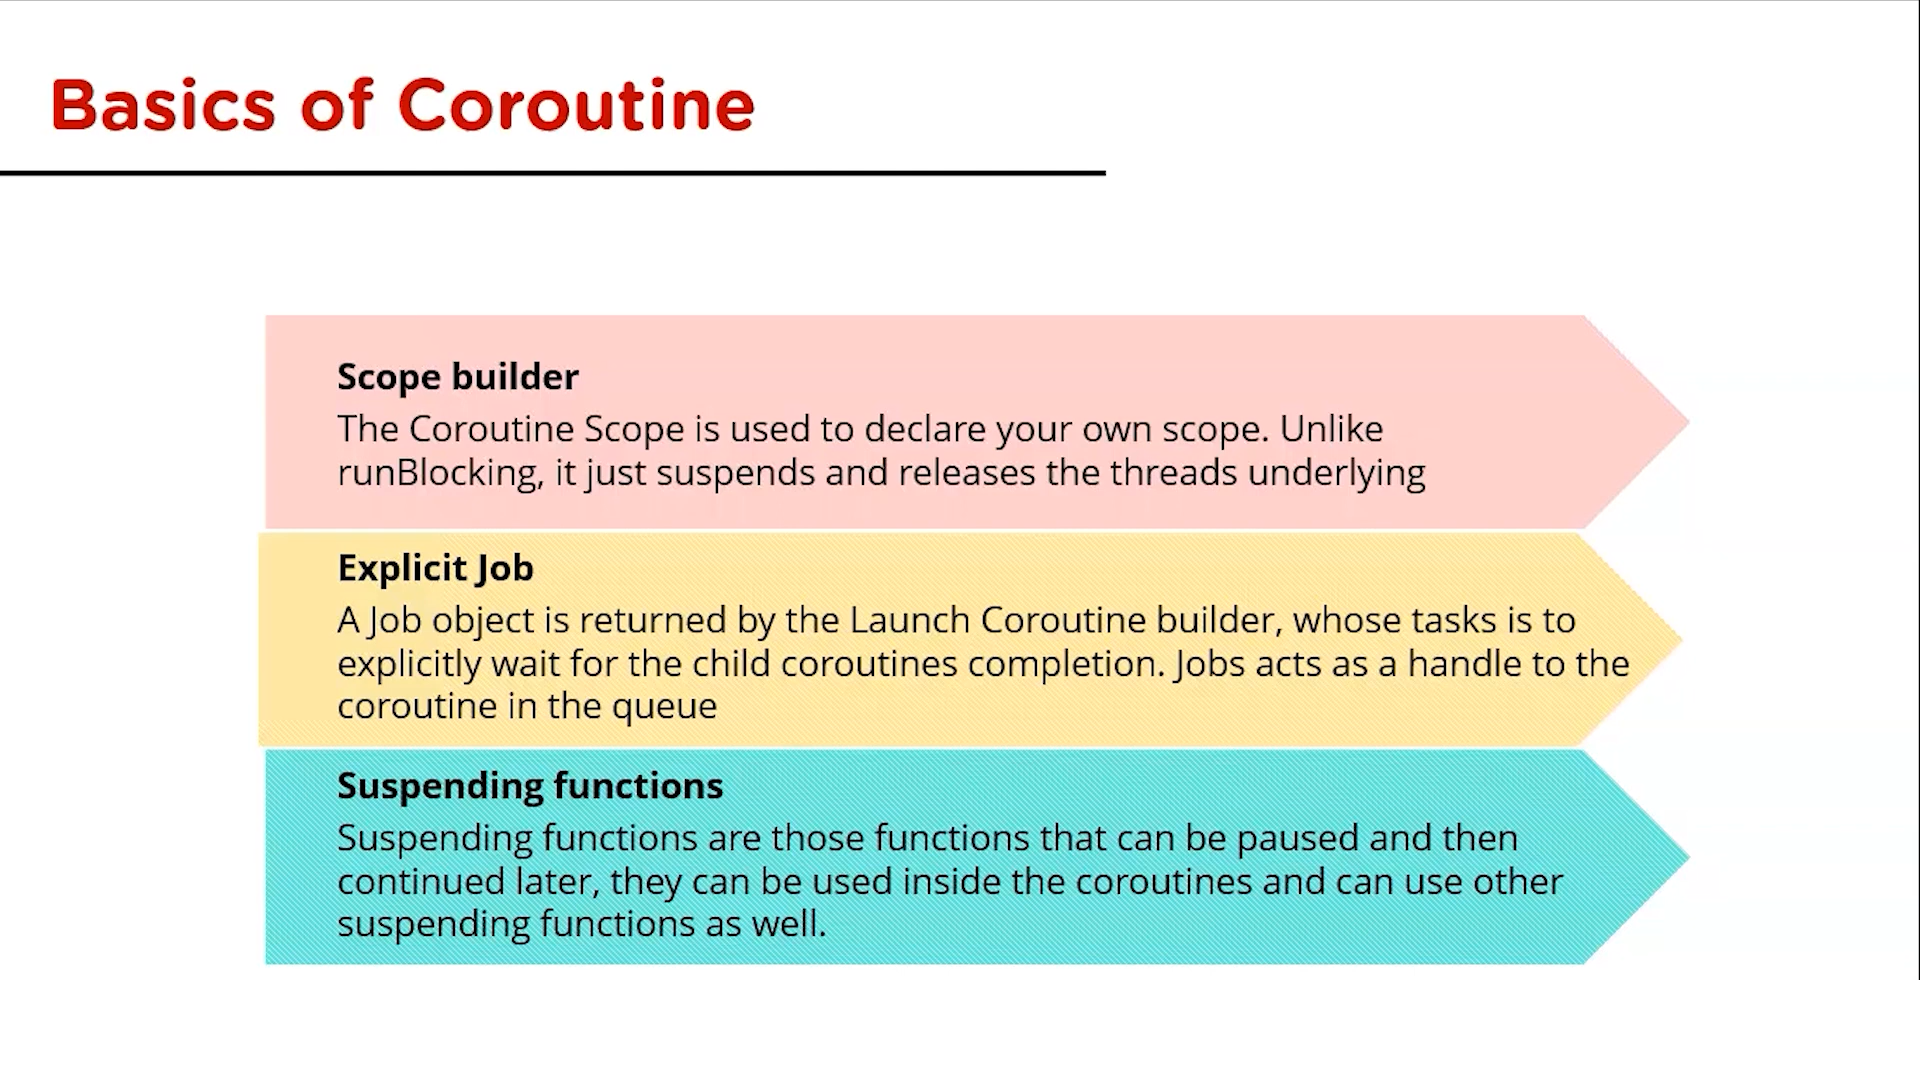 Basics of Coroutine
Scope builder
The Coroutine Scope is used to declare your own scope. Unlike
runBlocking, it just suspends and releases the threads underlying
Explicit Job
A Job object is returned by the Launch Coroutine builder, whose tasks is to
explicitly wait for the child coroutines completion. Jobs acts as a handle to the
coroutine in the queue
Suspending functions
Suspending functions are those functions that can be paused and then
continued later, they can be used inside the coroutines and can use other
suspending functions as well.